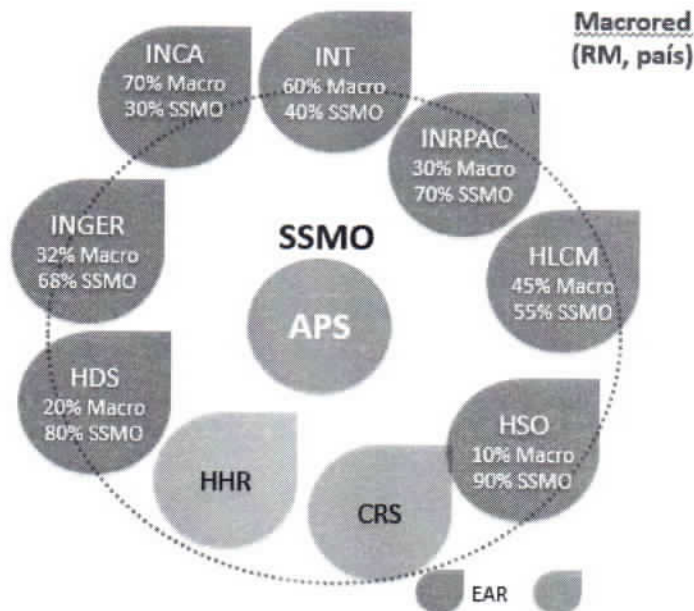 Macrored
(RM, país)
INCA
70% Macro
30% SSMO
INT
60% Macro
40% SSMO
INRPAC
30% Macro
70% SSMO
INGER
32% Macro
68% SSMO
SSMO
APS
HLCM
45% Macro
55% SSMO
HDS
20% Macro
80% SSMO
HSO
10% Macro
90% SSMO
HHR
CRS
EAR